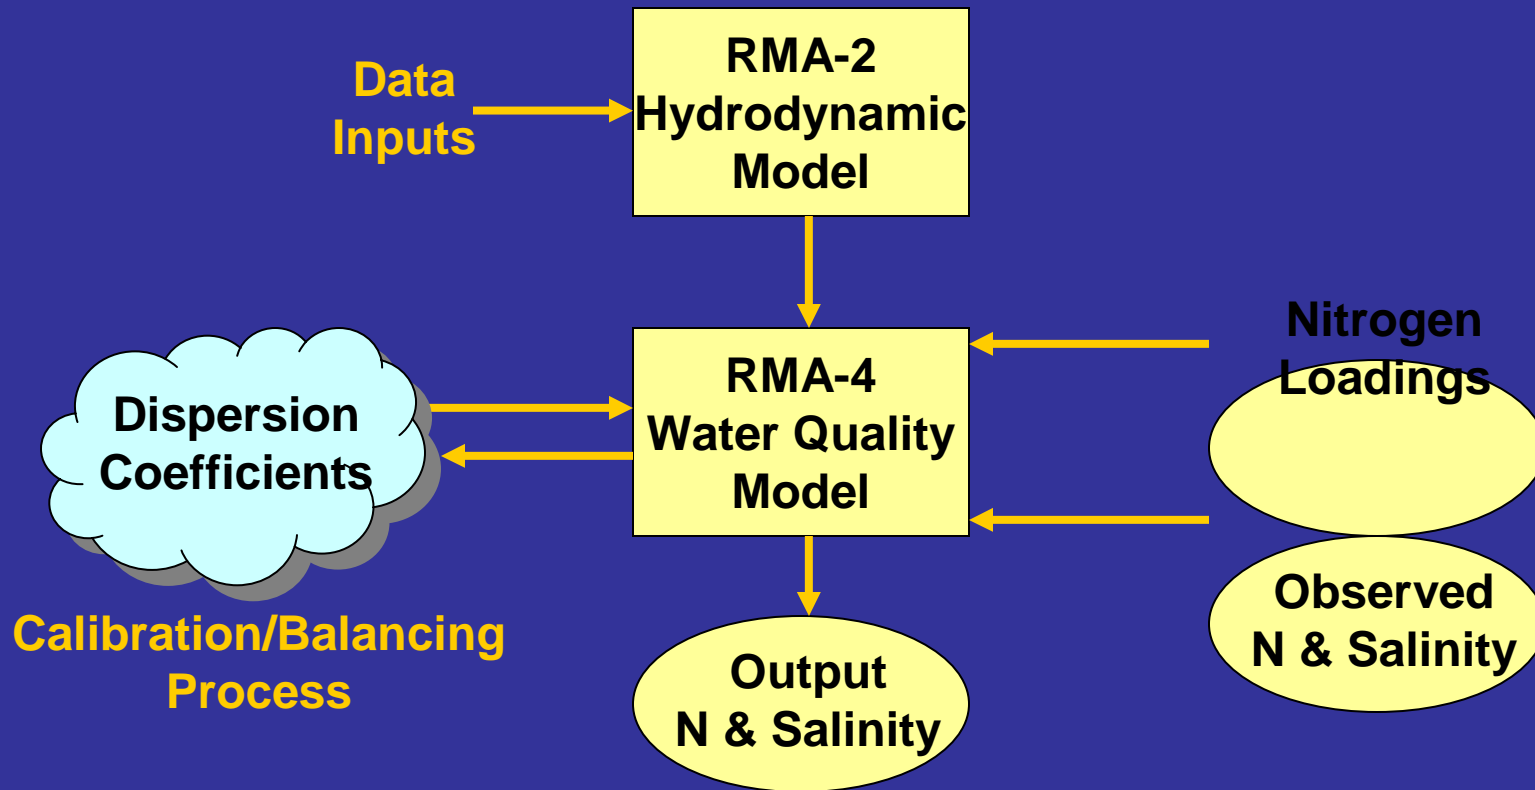 Data
Inputs
RMA-2
Hydrodynamic
Model
Dispersion
Coefficients
Calibration/Balancing
Process
RMA-4
Water Quality
Model
Nitrogen
Loadings
Observed
N & Salinity
Output
N & Salinity